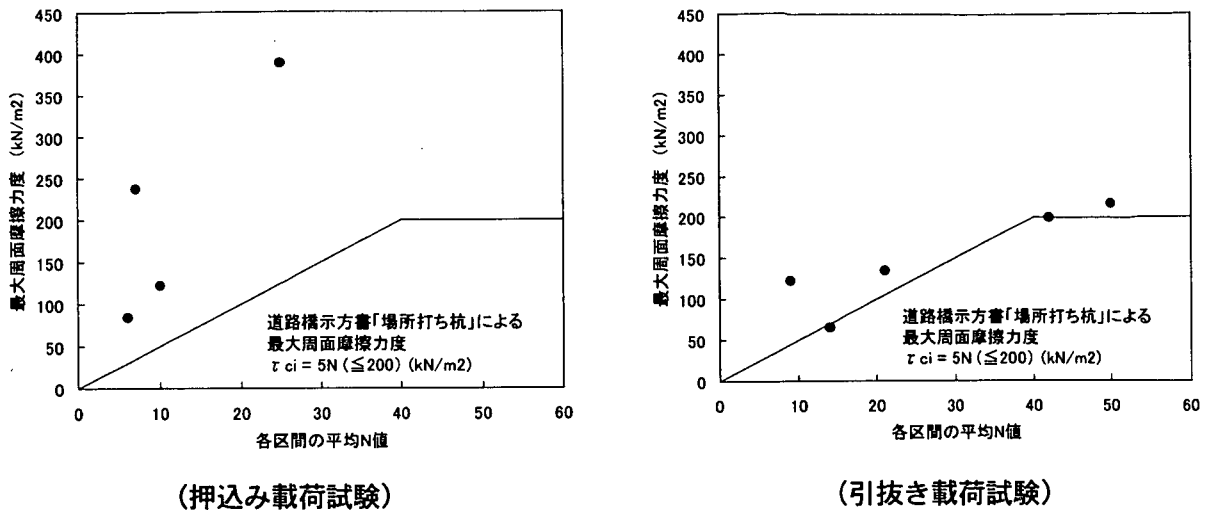 最大周面摩擦力度 (kN/m2)
450
400
350
300
250
200
150
100
50
0
道路橋示方書「場所打ち杭」による
最大周面摩擦力度
τ ci = 5N (≦200) (kN/m2)
0 10 20 30 40 50 60
各区間の平均N値
(押込み載荷試験)
最大周面摩擦力度 (kN/m2)
450
400
350
300
250
200
150
100
50
0
道路橋示方書「場所打ち杭」による
最大周面摩擦力度
τ ci = 5N (≦200) (kN/m2)
0 10 20 30 40 50 60
各区間の平均N値
(引抜き載荷試験)